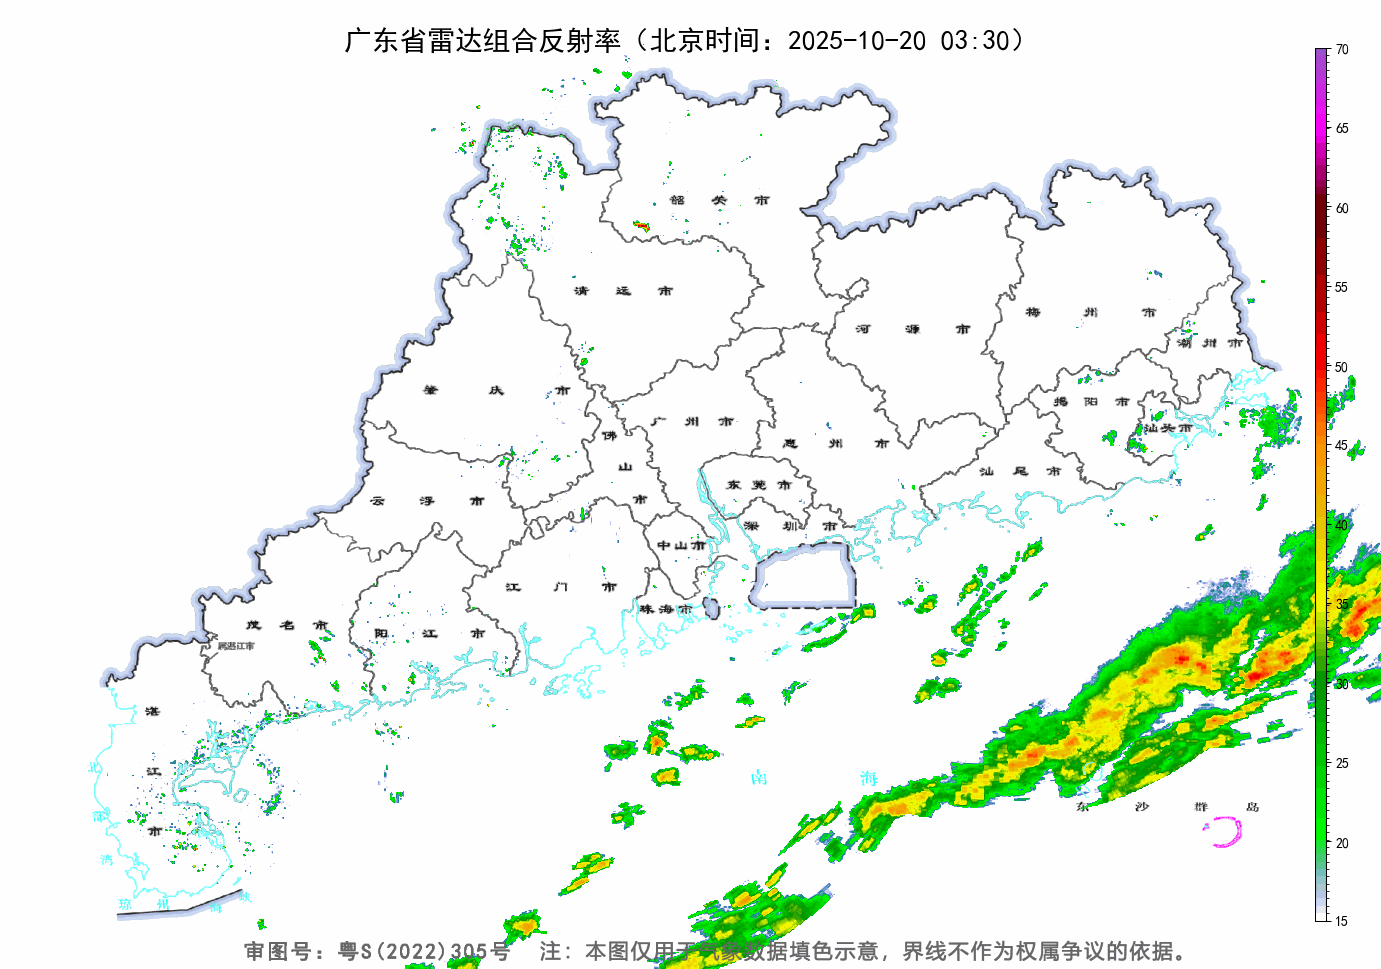 广东省雷达组合反射率（北京时间：2025-10-20 03:30）
70
65
60
55
50
45
40
35
30
25
20
15
韶关市
清远市
河源市
梅州市
潮州市
肇庆市
广州市
佛山市
惠州市
揭阳市
汕头市
汕尾市
云浮市
东莞市
深圳市
中山市
江门市
珠海市
茂名市
属湛江市
阳江市
湛江市
北部湾
琼州海峡
南海
东沙群岛
审图号：粤S(2022)305号 注：本图仅用于气象数据填色示意，界线不作为权属争议的依据。